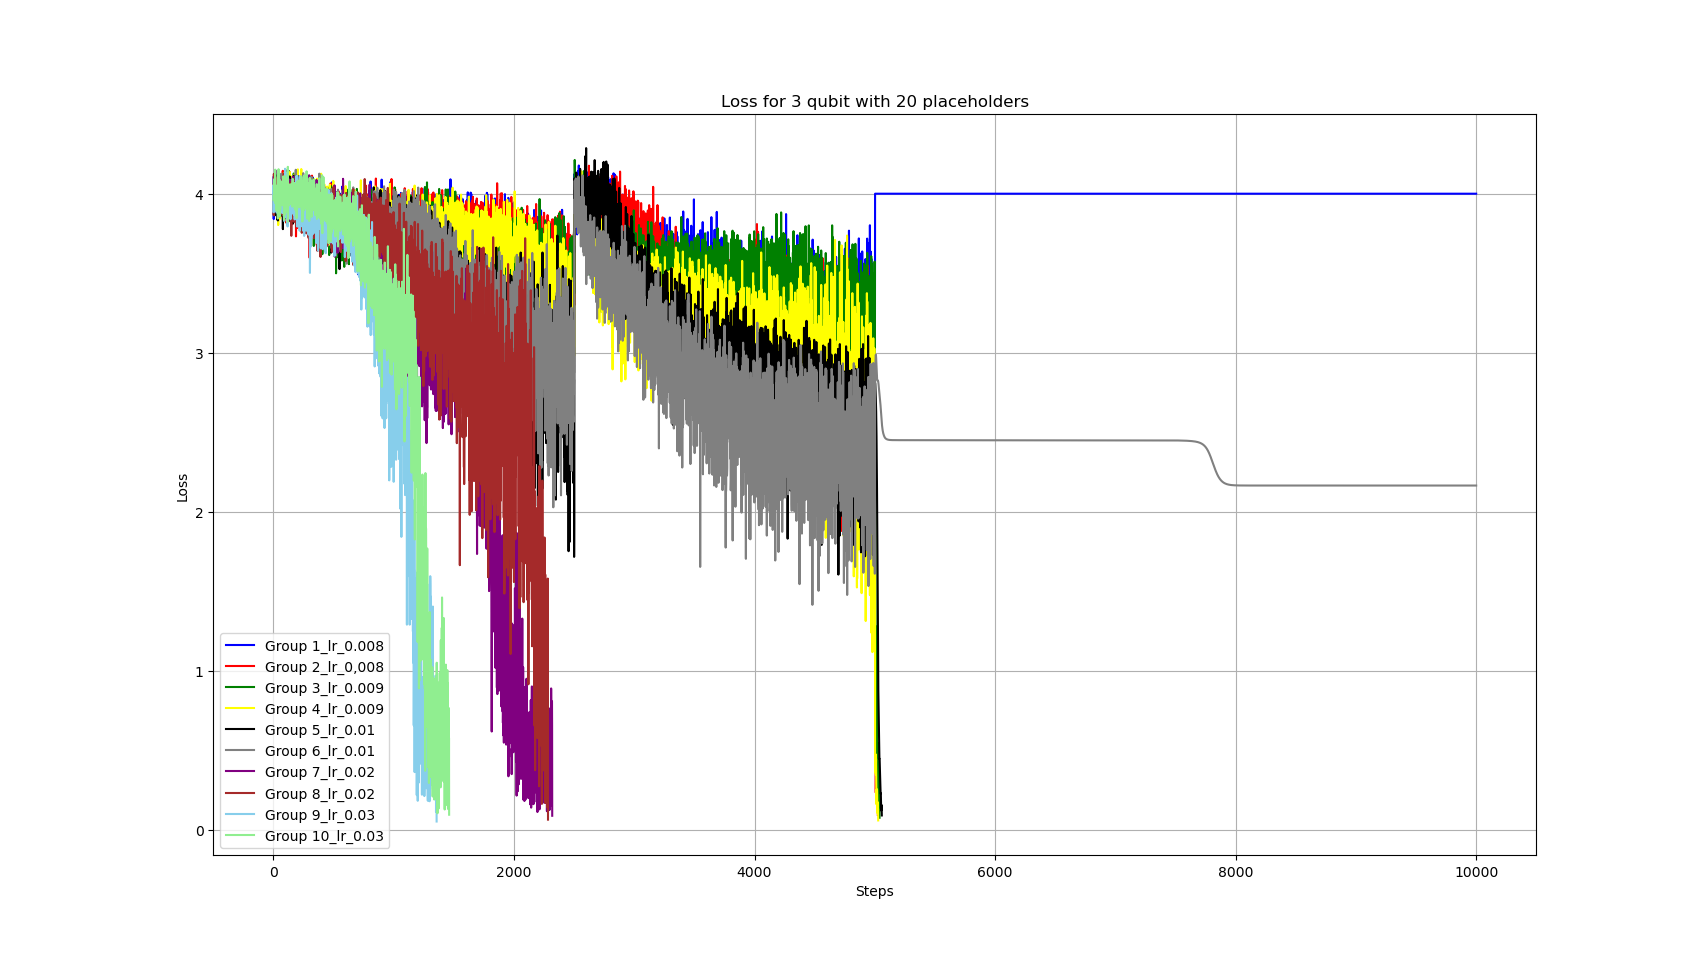 Loss for 3 qubit with 20 placeholders
Loss
4
3
2
1
0
Group 1_lr_0.008
Group 2_lr_0,008
Group 3_lr_0.009
Group 4_lr_0.009
Group 5_lr_0.01
Group 6_lr_0.01
Group 7_lr_0.02
Group 8_lr_0.02
Group 9_lr_0.03
Group 10_lr_0.03
0 2000 4000 6000 8000 10000
Steps